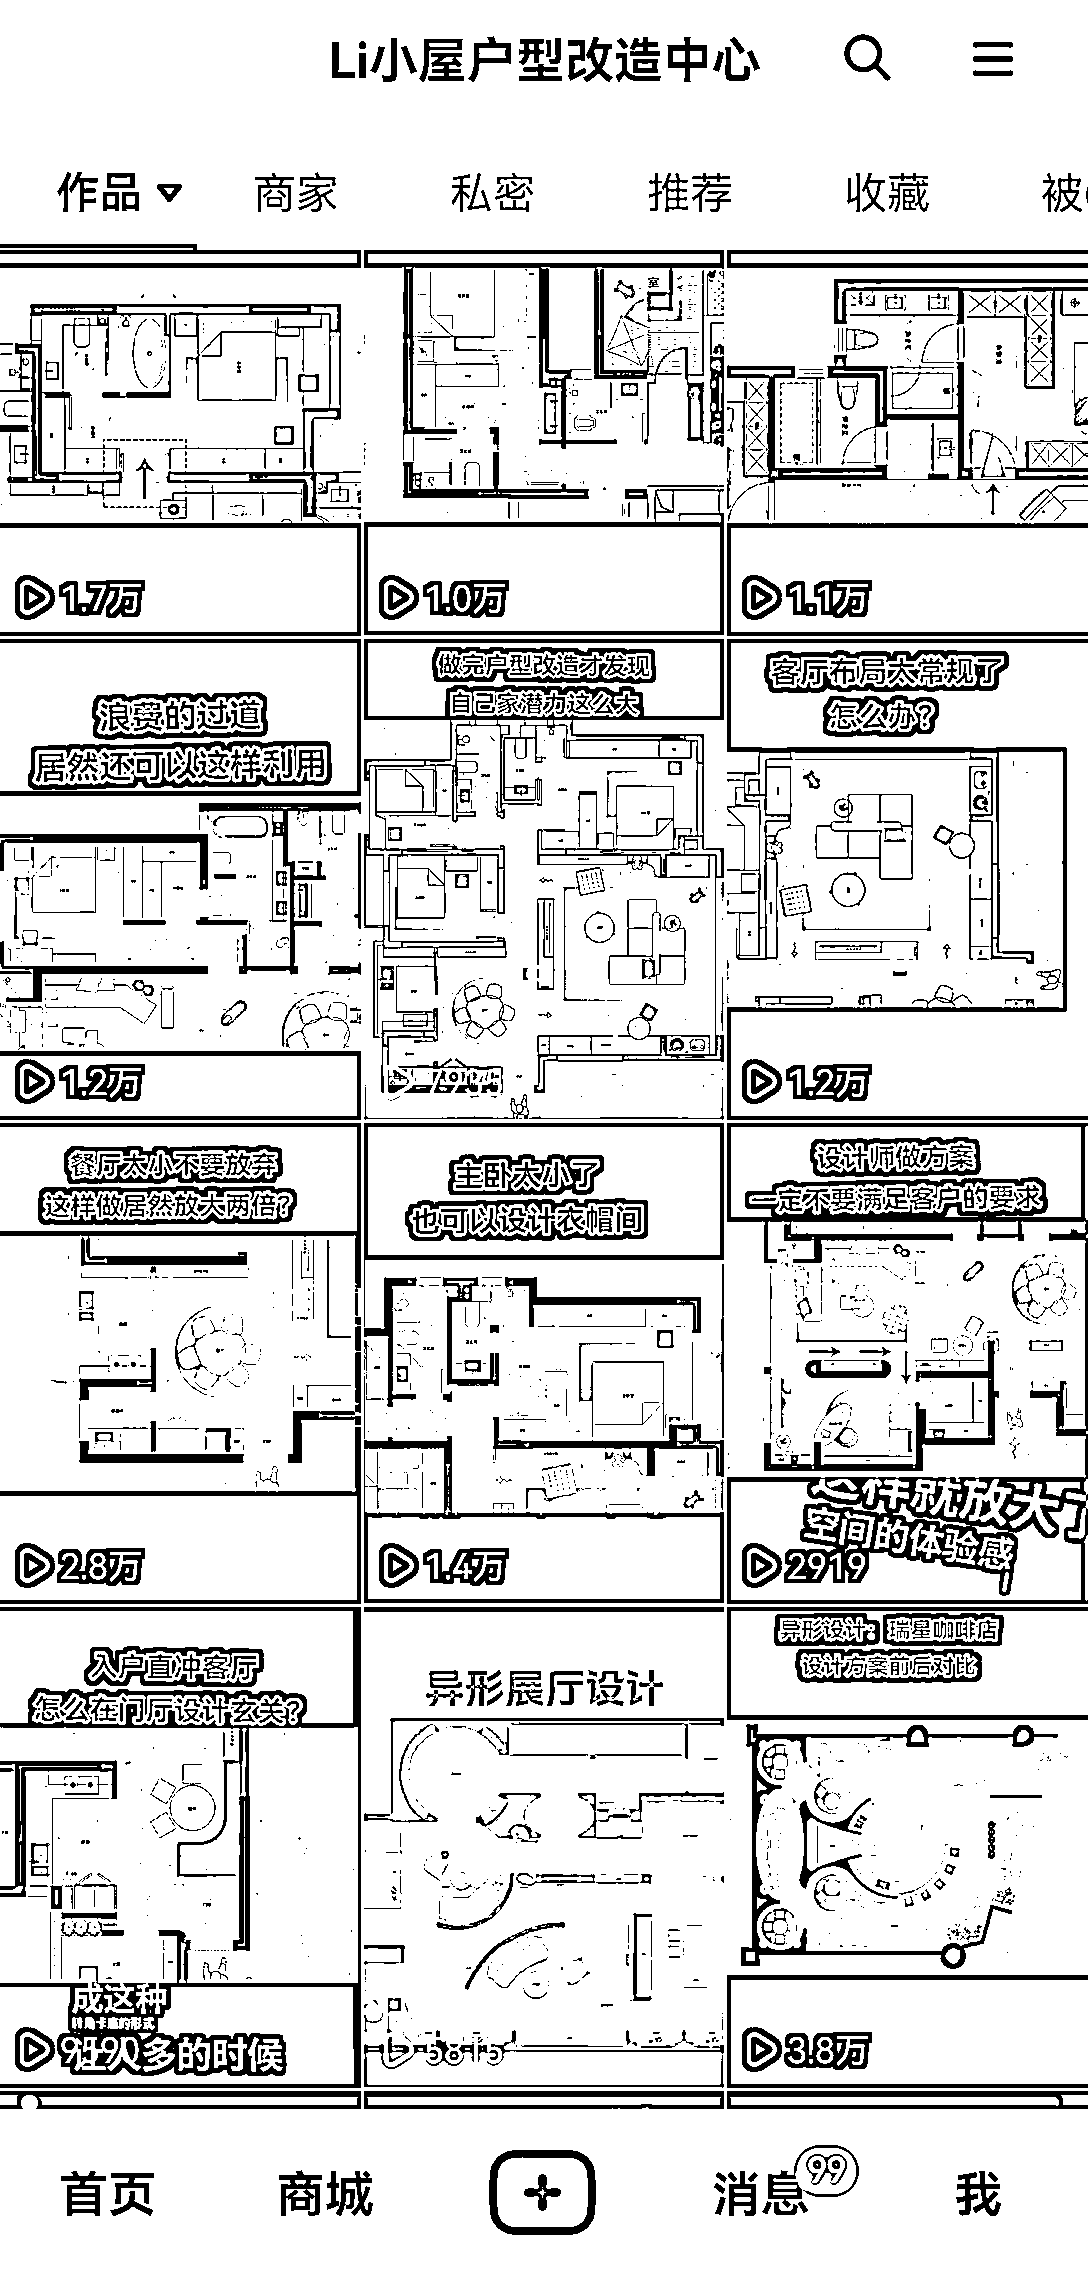 Li小屋户型改造中心
作品 商家 私密 推荐 收藏
室
1.7万 1.0万 1.1万
浪费的过道
居然还可以这样利用
做完户型改造才发现
自己家潜力这么大
客厅布局太常规了
怎么办?
1.2万 1.2万
餐厅太小不要放弃
这样做居然放大两倍?
主卧太小了
也可以设计衣帽间
设计师做方案
一定不要满足客户的要求
这样就放大了
空间的体验感
2.8万 1.4万 2919
入户直冲客厅
怎么在门厅设计玄关?
异形展厅设计
异形设计:瑞星咖啡店
设计方案前后对比
成这种
转角卡座的形式
多的时候
5815 3.8万
首页 商城 消息 99 我